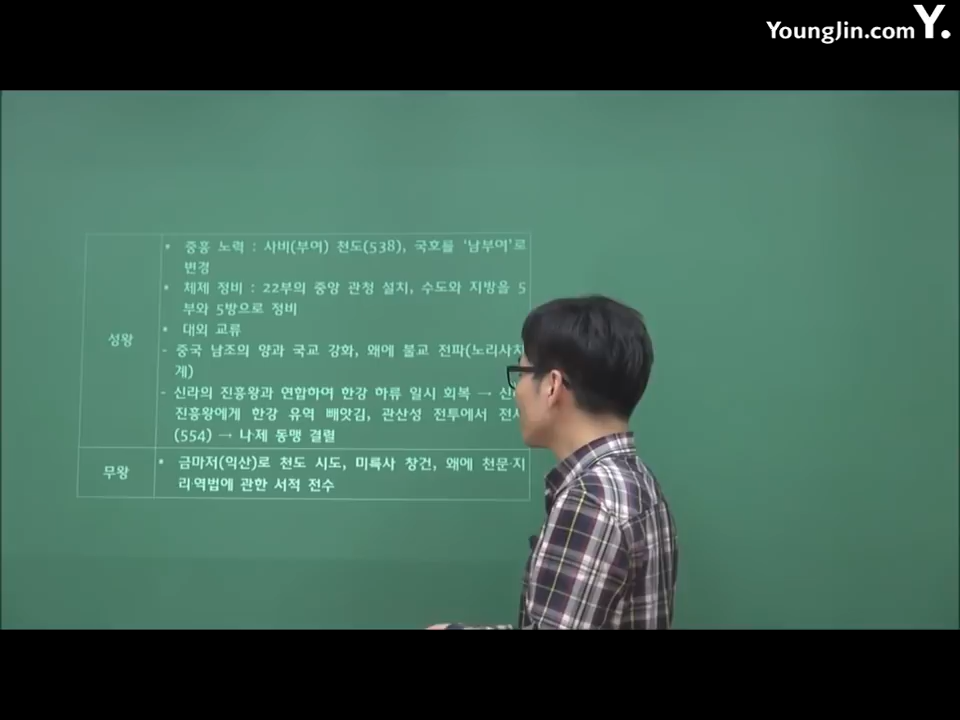 YoungJin.com Y.
• 중흥 노력 : 사비(부여) 천도(538), 국호를 '남부여'로
변경
• 체제 정비 : 22부의 중앙 관청 설치, 수도와 지방을 5
부와 5방으로 정비
• 대외 교류
성왕
- 중국 남조의 양과 국교 강화, 왜에 불교 전파(노리사치
계)
- 신라의 진흥왕과 연합하여 한강 하류 일시 회복 →
진흥왕에게 한강 유역 빼앗김, 관산성 전투에서
(554) → 나·제 동맹 결렬
무왕
• 금마저(익산)로 천도 시도, 미륵사 창건, 왜에 천문·지
리·역법에 관한 서적 전수